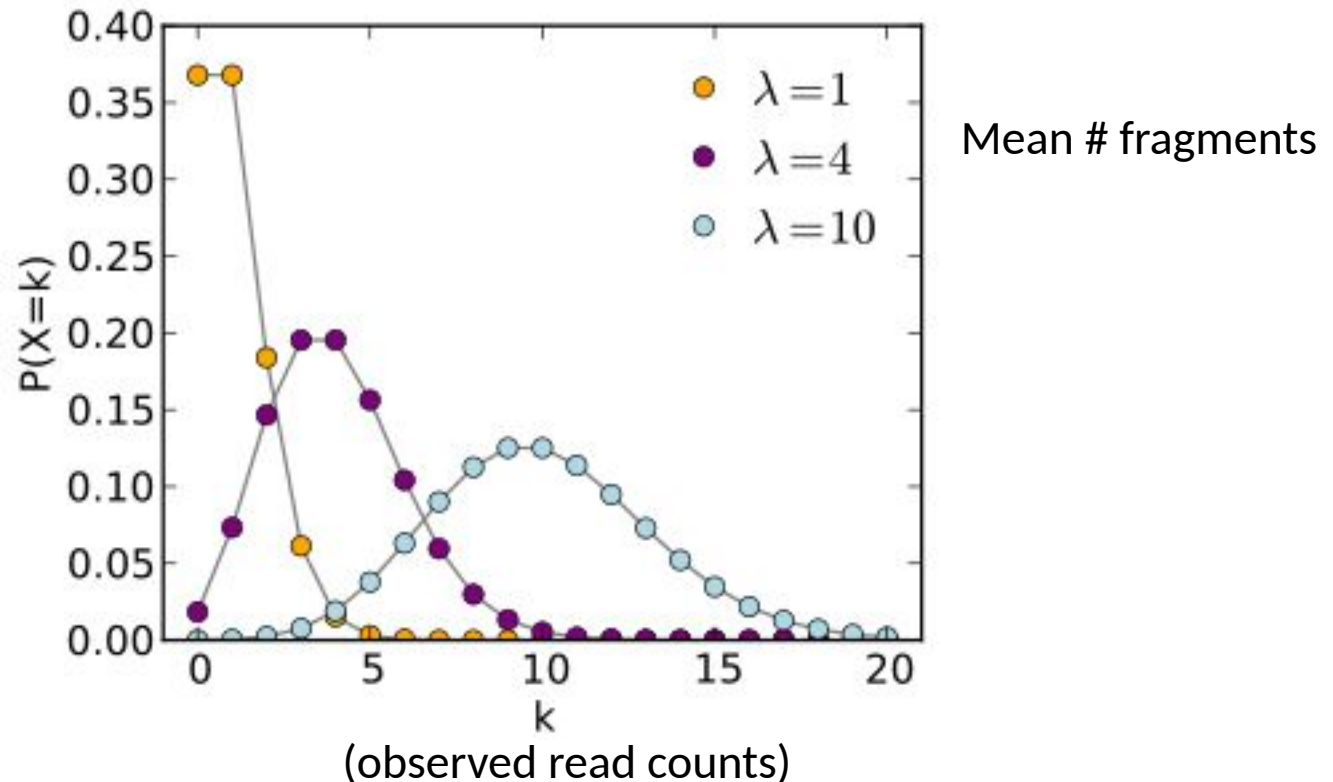 0.40
0.35
0.30
0.25
0.20
0.15
0.10
0.05
0.00
P(X=k)
λ=1
λ=4
λ=10
Mean # fragments
0 5 10 15 20
k
(observed read counts)